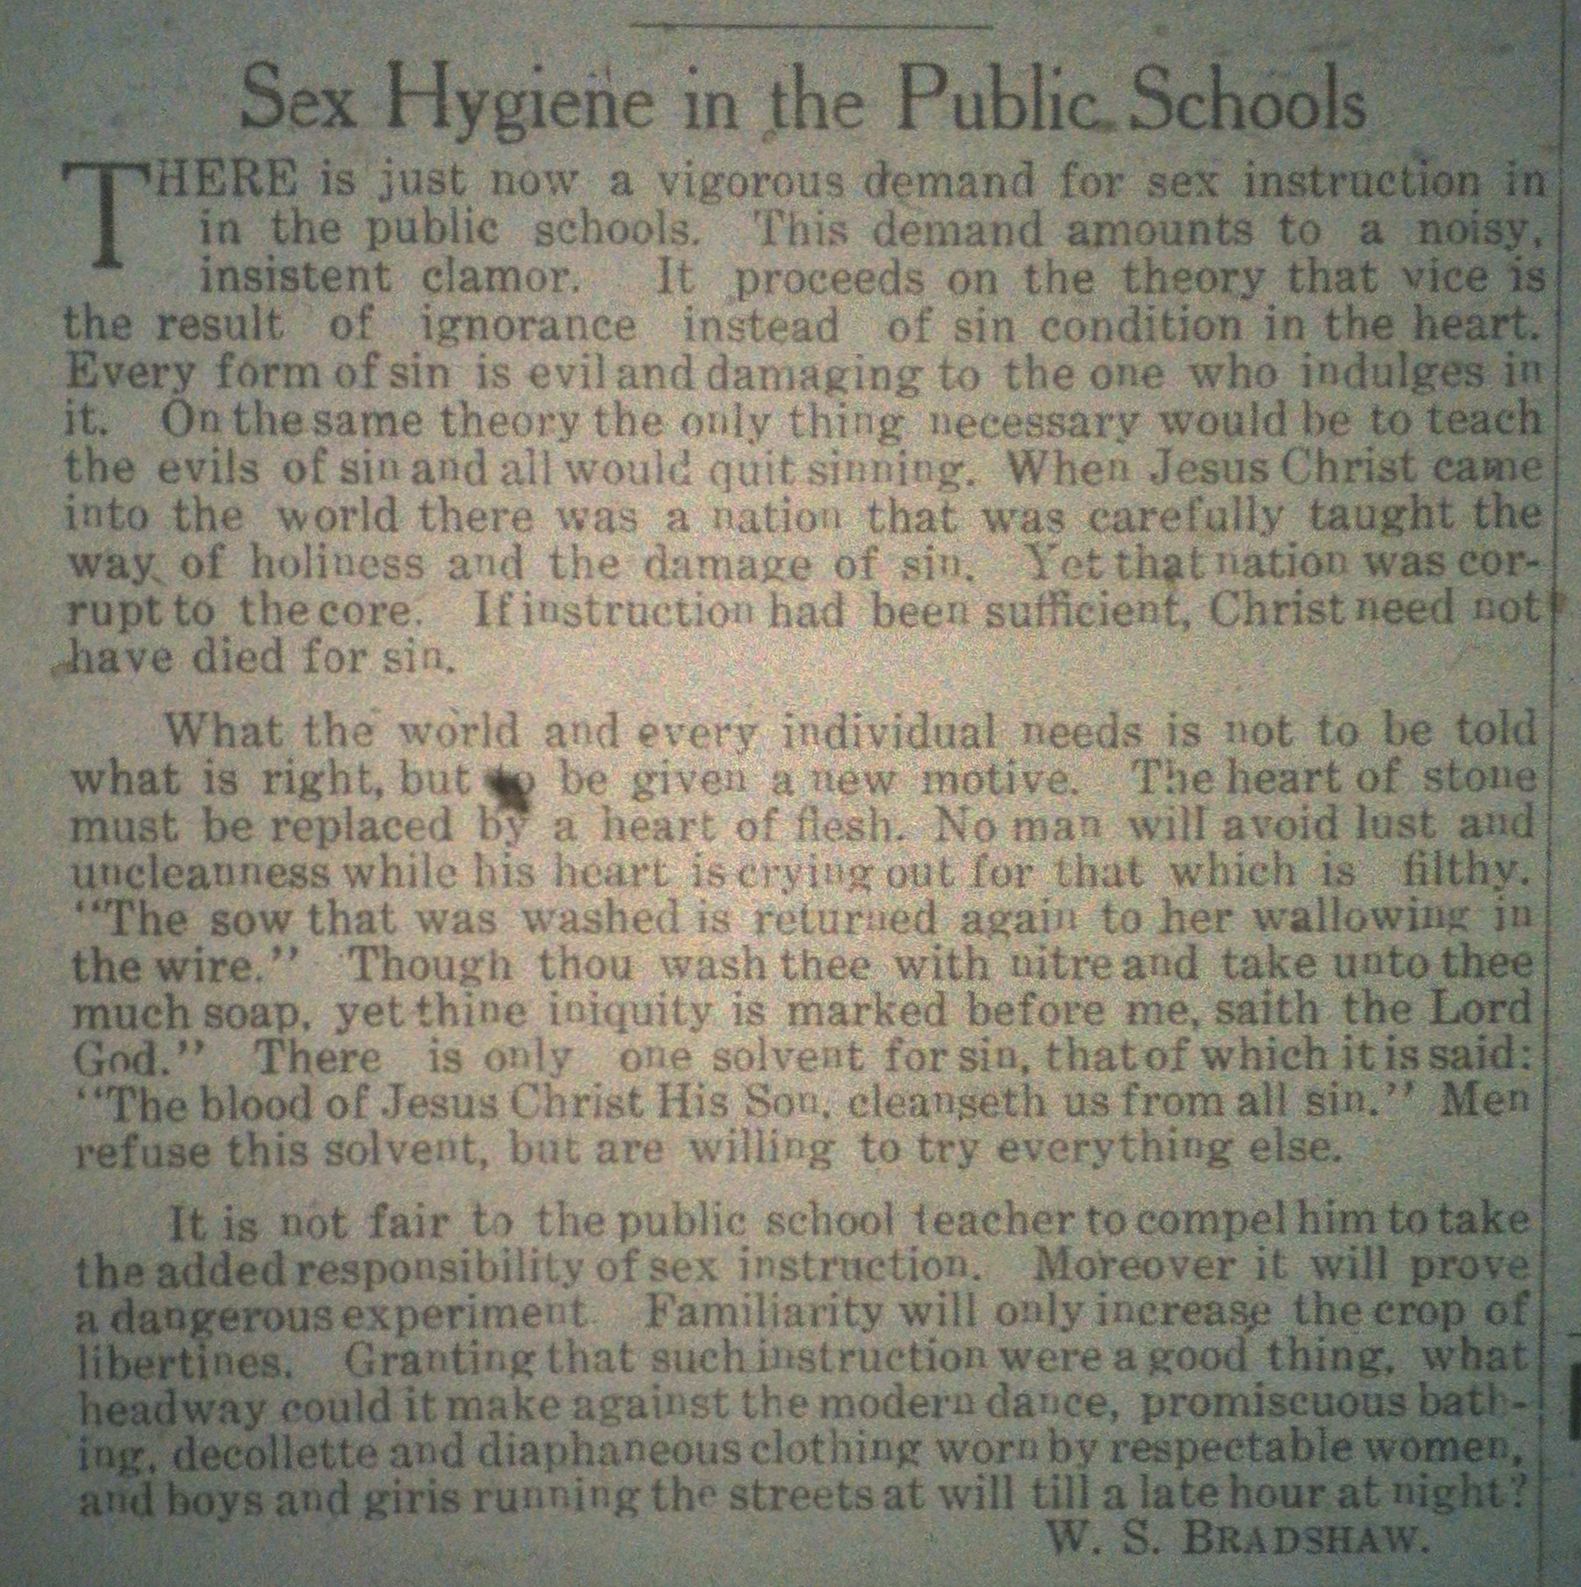 Sex Hygiene in the Public Schools
THERE is just now a vigorous demand for sex instruction in
in the public schools. This demand amounts to a noisy,
insistent clamor. It proceeds on the theory that vice is
the result of ignorance instead of sin condition in the heart.
Every form of sin is evil and damaging to the one who indulges in
it. On the same theory the only thing necessary would be to teach
the evils of sin and all would quit sinning. When Jesus Christ came
into the world there was a nation that was carefully taught the
way of holiness and the damage of sin. Yet that nation was cor-
rupt to the core. If instruction had been sufficient, Christ need not
have died for sin.
What the world and every individual needs is not to be told
what is right, but to be given a new motive. The heart of stone
must be replaced by a heart of flesh. No man will avoid lust and
uncleanness while his heart is crying out for that which is filthy.
"The sow that was washed is returned again to her wallowing in
the wire." Though thou wash thee with nitre and take unto thee
much soap, yet thine iniquity is marked before me, saith the Lord
God." There is only one solvent for sin, that of which it is said:
"The blood of Jesus Christ His Son, cleanseth us from all sin." Men
refuse this solvent, but are willing to try everything else.
It is not fair to the public school teacher to compel him to take
the added responsibility of sex instruction. Moreover it will prove
a dangerous experiment. Familiarity will only increase the crop of
libertines. Granting that such instruction were a good thing, what
headway could it make against the modern dance, promiscuous bath-
ing, decollette and diaphaneous clothing worn by respectable women,
and boys and giris running the streets at will till a late hour at night?
W. S. BRADSHAW.